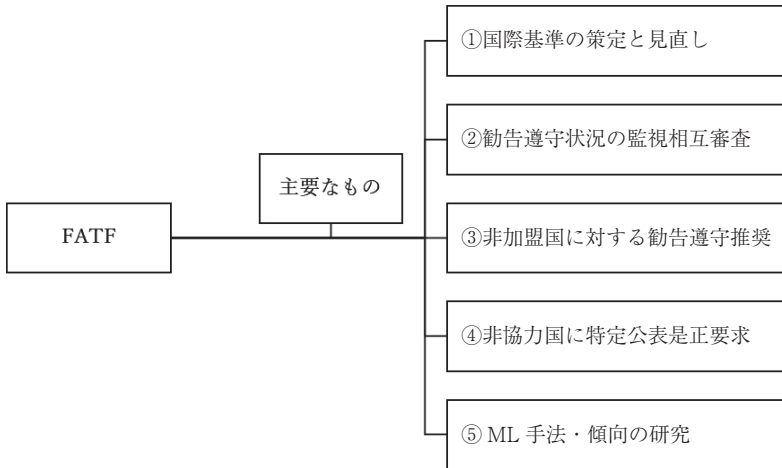 FATF
主要なもの
①国際基準の策定と見直し
②勧告遵守状況の監視相互審査
③非加盟国に対する勧告遵守推奨
④非協力国に特定公表是正要求
⑤ ML 手法・傾向の研究